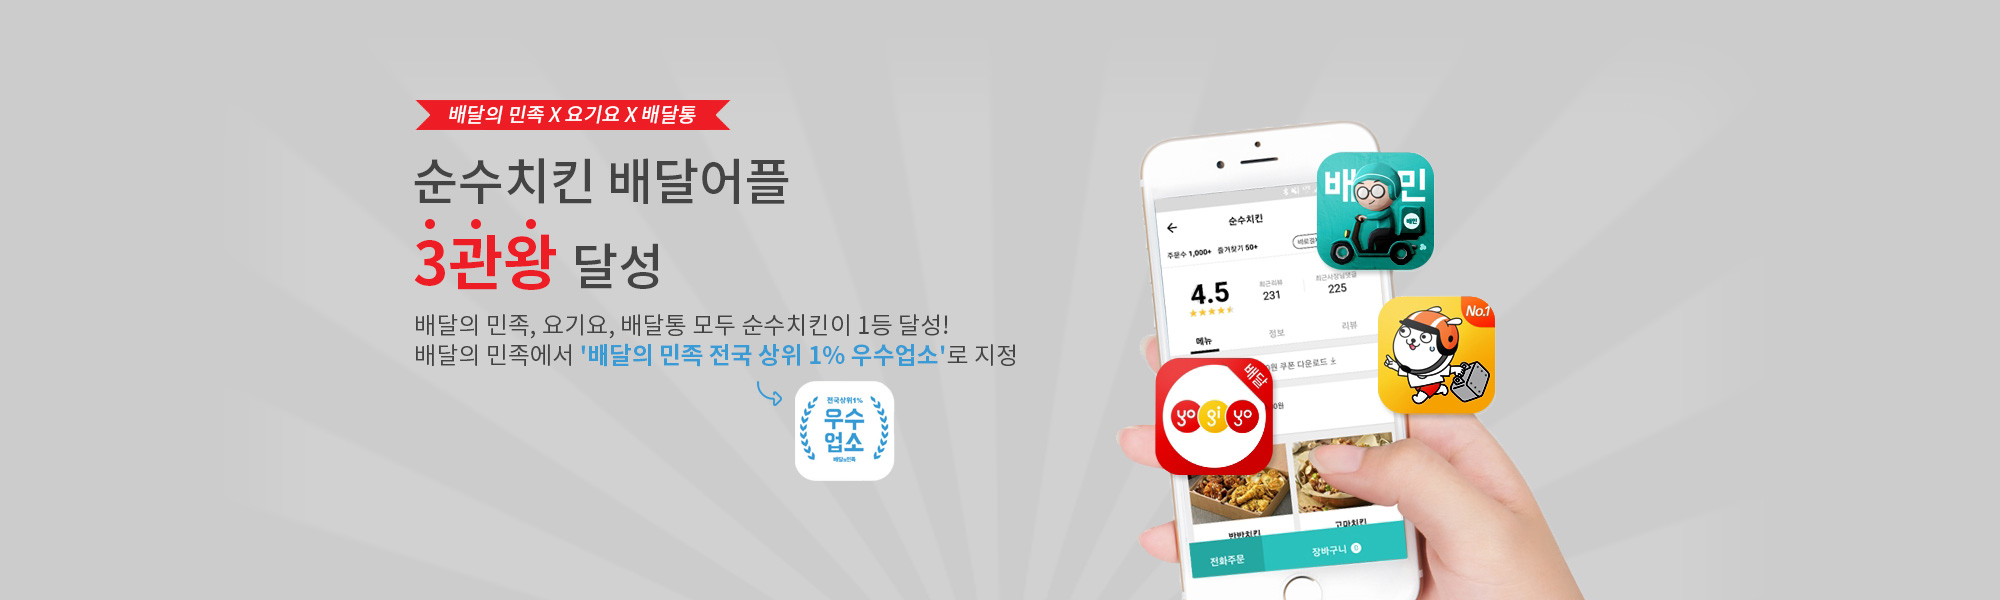 배달의 민족 X 요기요 X 배달통
순수치킨 배달어플
3관왕 달성
배달의 민족, 요기요, 배달통 모두 순수치킨이 1등 달성!
배달의 민족에서 '배달의 민족 전국 상위 1% 우수업소'로 지정
전국상위1%
우수
업소
배달의민족
순수치킨
주문수 1,000+ 즐겨찾기 50+
바로결
4.5
최근리뷰
231
최근사장님댓글
225
메뉴
정보
리뷰
원 쿠폰 다운로드
0원
반반치킨
고마치킨
전화주문
장바구니 0
배민
배민
No.1
배달
yo gi yo